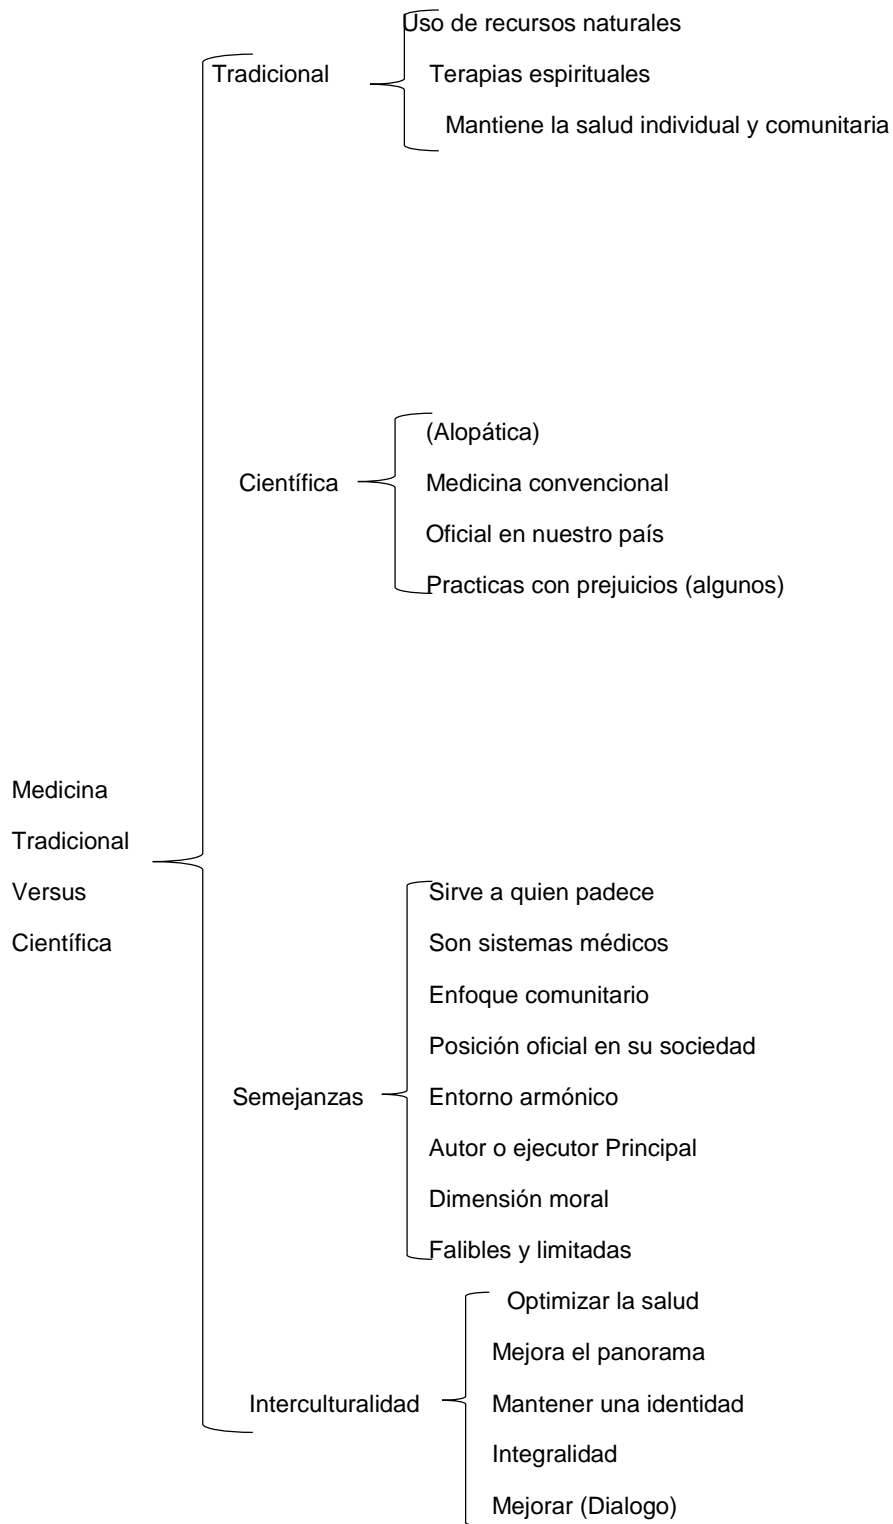 Uso de recursos naturales
Tradicional
Terapias espirituales
Mantiene la salud individual y comunitaria
(Alopática)
Científica
Medicina convencional
Oficial en nuestro país
Practicas con prejuicios (algunos)
Medicina
Tradicional
Versus
Científica
Sirve a quien padece
Son sistemas médicos
Enfoque comunitario
Posición oficial en su sociedad
Semejanzas
Entorno armónico
Autor o ejecutor Principal
Dimensión moral
Falibles y limitadas
Optimizar la salud
Mejora el panorama
Interculturalidad
Mantener una identidad
Integralidad
Mejorar (Dialogo)